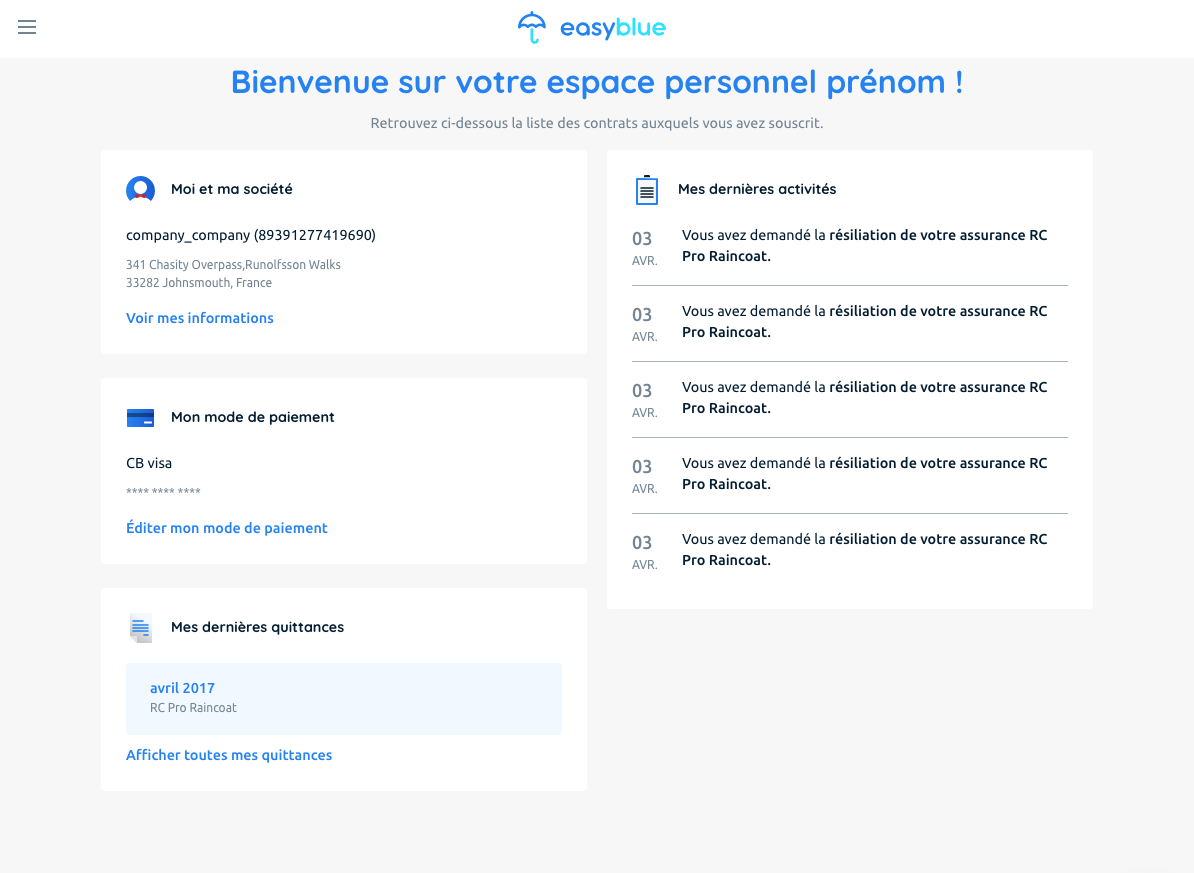 easyblue
Bienvenue sur votre espace personnel prénom !
Retrouvez ci-dessous la liste des contrats auxquels vous avez souscrit.
Moi et ma société
company_company (89391277419690)
341 Chasity Overpass,Runolfsson Walks
33282 Johnsmouth, France
Voir mes informations
Mon mode de paiement
CB visa
**** **** ****
Éditer mon mode de paiement
Mes dernières quittances
avril 2017
RC Pro Raincoat
Afficher toutes mes quittances
Mes dernières activités
03
AVR.
Vous avez demandé la résiliation de votre assurance RC
Pro Raincoat.
03
AVR.
Vous avez demandé la résiliation de votre assurance RC
Pro Raincoat.
03
AVR.
Vous avez demandé la résiliation de votre assurance RC
Pro Raincoat.
03
AVR.
Vous avez demandé la résiliation de votre assurance RC
Pro Raincoat.
03
AVR.
Vous avez demandé la résiliation de votre assurance RC
Pro Raincoat.